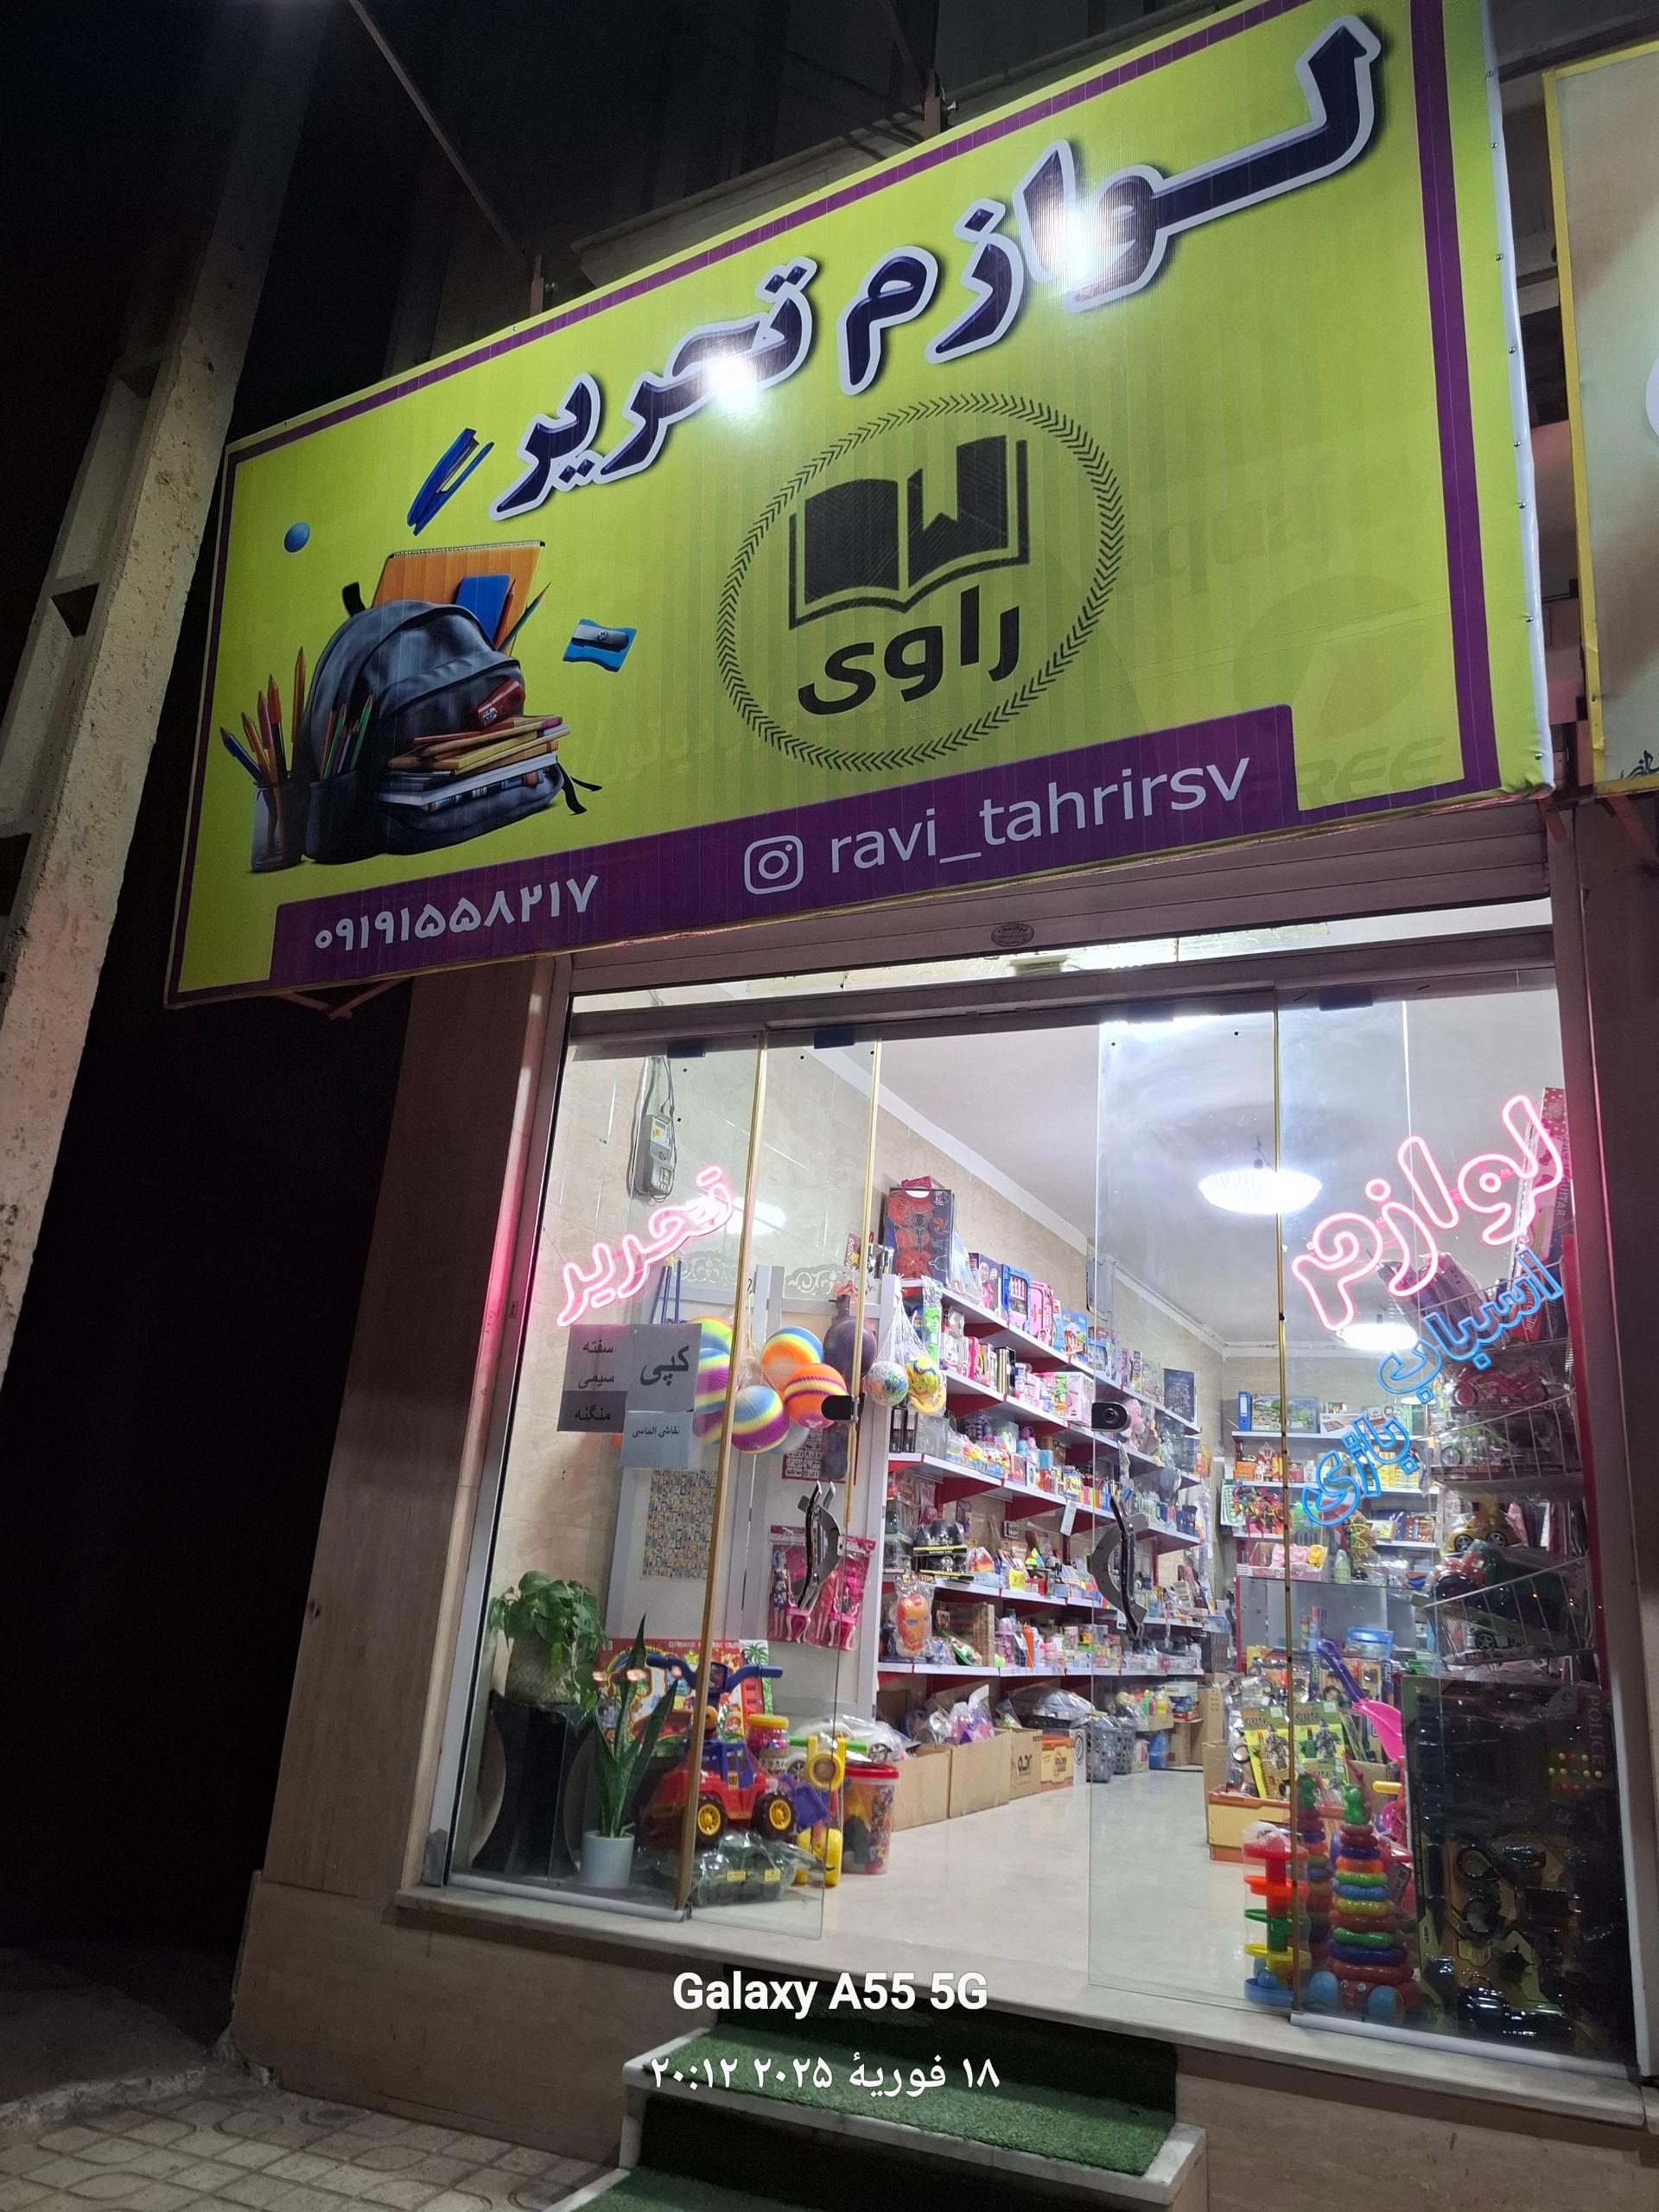 لوازم تحریر
راوی
ravi_tahrirsv
۰۹۱۹۱۵۵۸۲۱۷
تحریر
لوازم
اسباب
بازی
سفته
سیمی
منگنه
کپی
نقاشی الماسی
POLICE
Galaxy A55 5G
۱۸ فوریهٔ ۲۰۲۵ ۲۰:۱۲